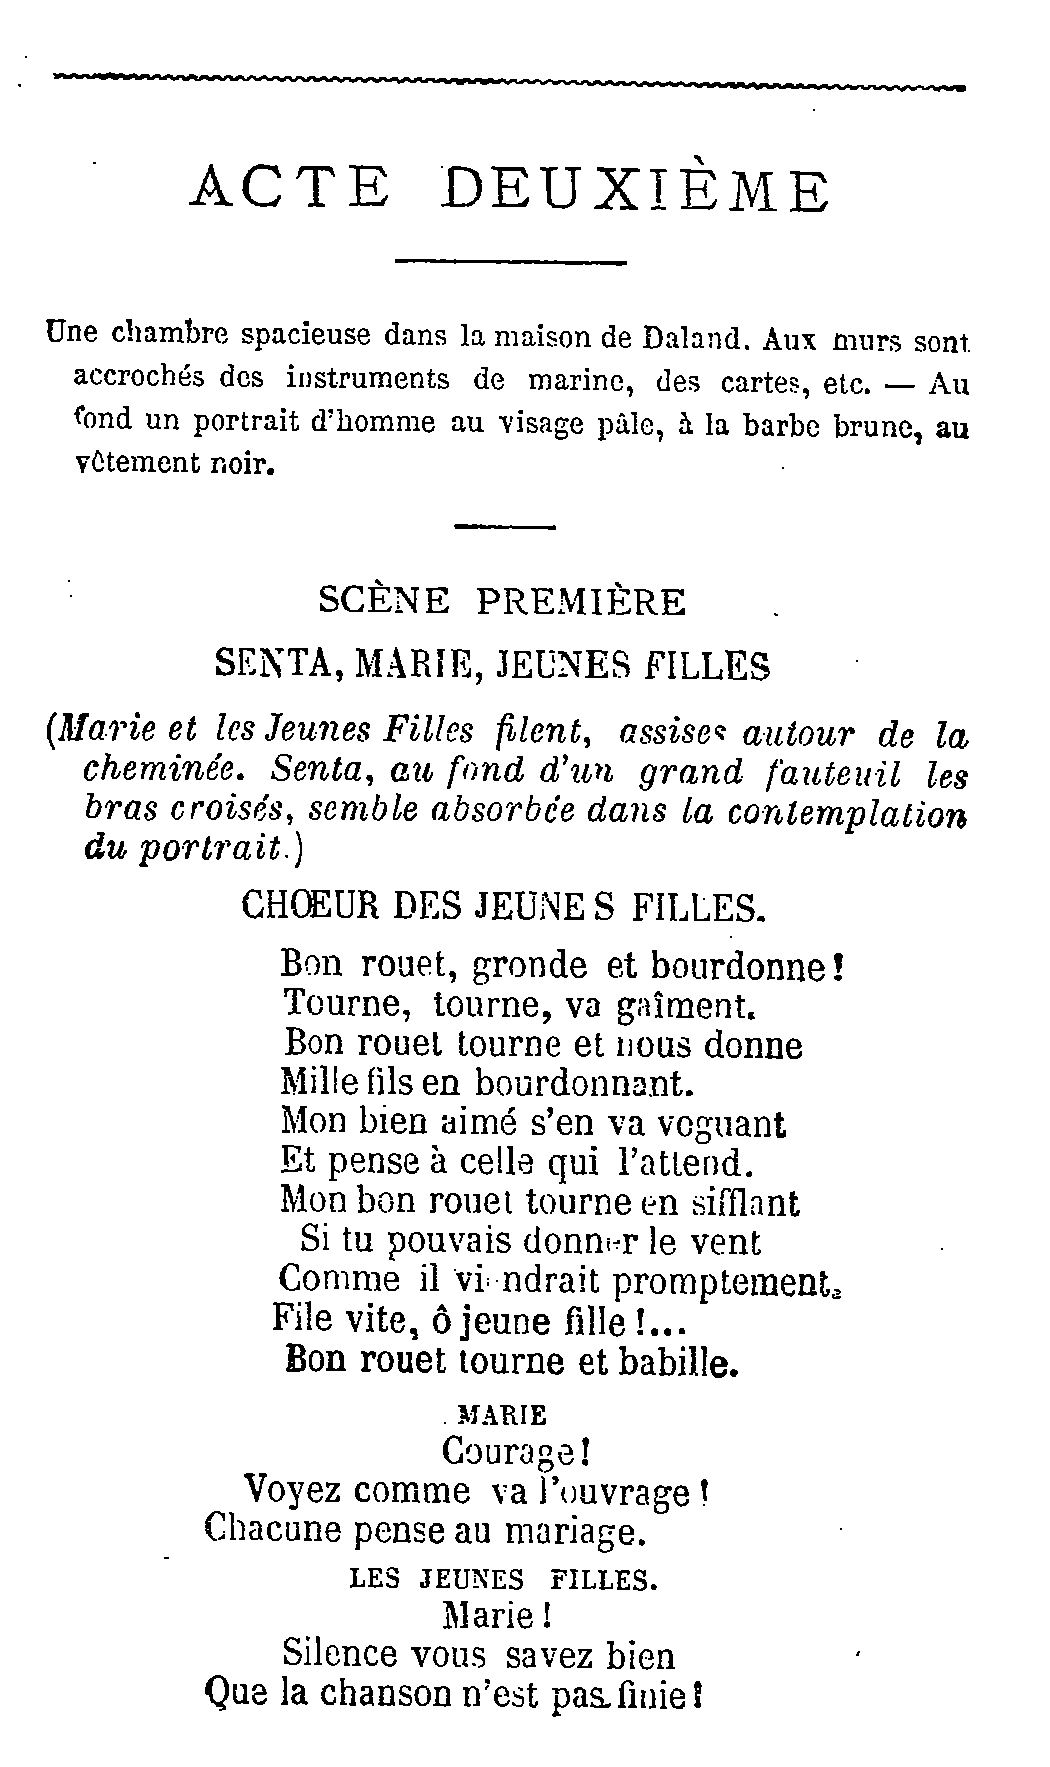 ACTE DEUXIÈME
Une chambre spacieuse dans la maison de Daland. Aux murs sont
accrochés des instruments de marine, des cartes, etc. — Au
fond un portrait d'homme au visage pâle, à la barbe brune, au
vêtement noir.
SCÈNE PREMIÈRE
SENTA, MARIE, JEUNES FILLES
(Marie et les Jeunes Filles filent, assises autour de la
cheminée. Senta, au fond d'un grand fauteuil les
bras croisés, semble absorbée dans la contemplation
du portrait.)
CHŒUR DES JEUNES FILLES.
Bon rouet, gronde et bourdonne!
Tourne, tourne, va gaîment.
Bon rouet tourne et nous donne
Mille fils en bourdonnant.
Mon bien aimé s'en va voguant
Et pense à celle qui l'attend.
Mon bon rouet tourne en sifflant
Si tu pouvais donner le vent
Comme il viendrait promptement.
File vite, ô jeune fille!...
Bon rouet tourne et babille.
MARIE
Courage!
Voyez comme va l'ouvrage!
Chacune pense au mariage.
LES JEUNES FILLES.
Marie!
Silence vous savez bien
Que la chanson n'est pas finie!